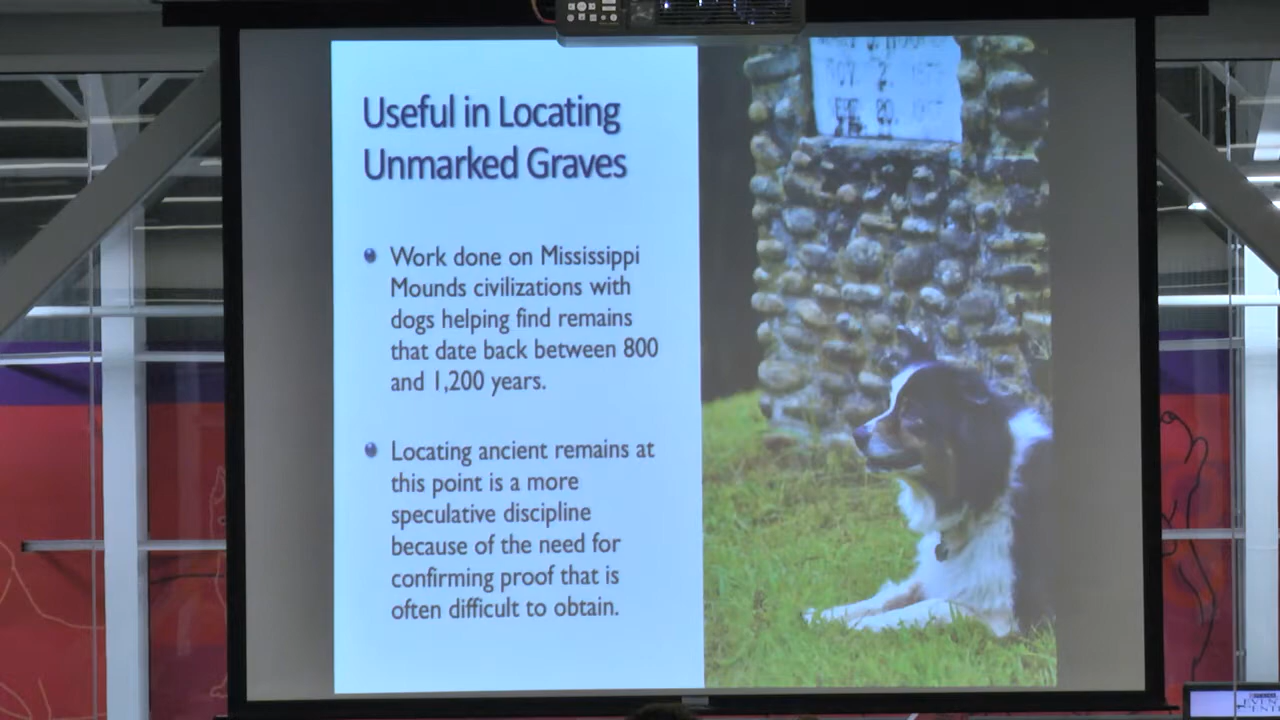 Useful in Locating
Unmarked Graves
Work done on Mississippi
Mounds civilizations with
dogs helping find remains
that date back between 800
and 1,200 years.
Locating ancient remains at
this point is a more
speculative discipline
because of the need for
confirming proof that is
often difficult to obtain.